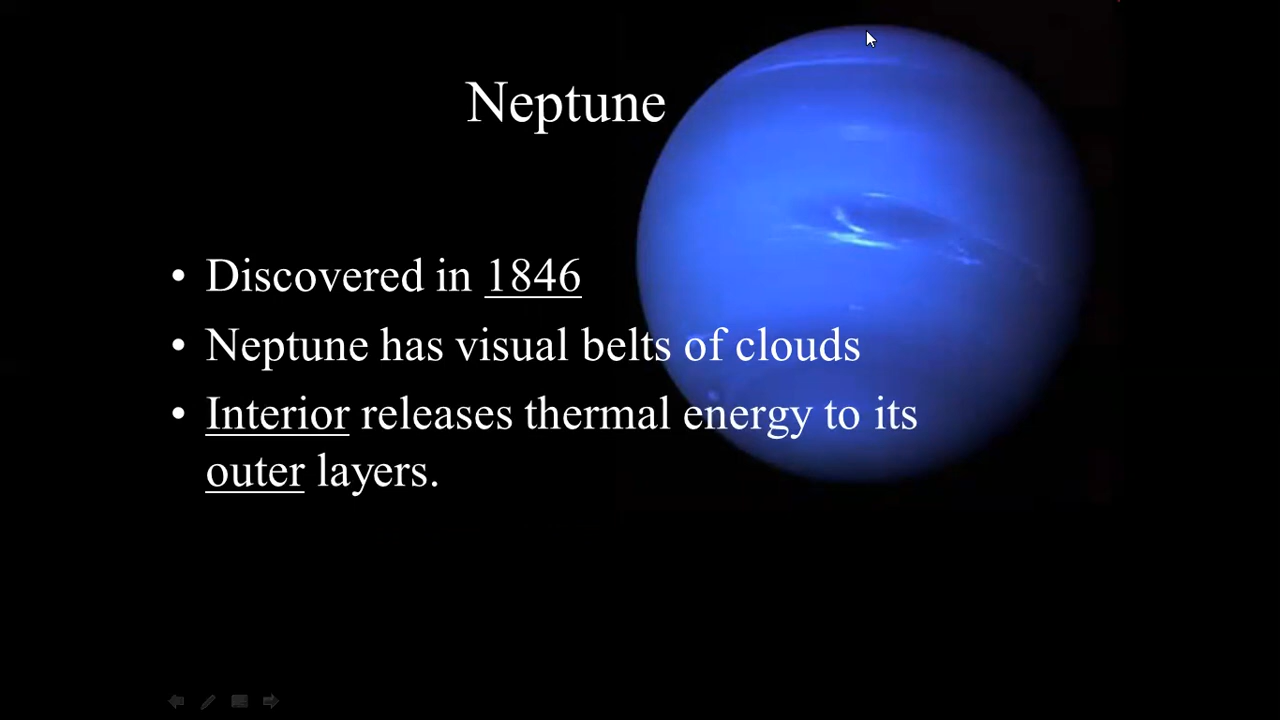 Neptune
• Discovered in 1846
• Neptune has visual belts of clouds
• Interior releases thermal energy to its
outer layers.